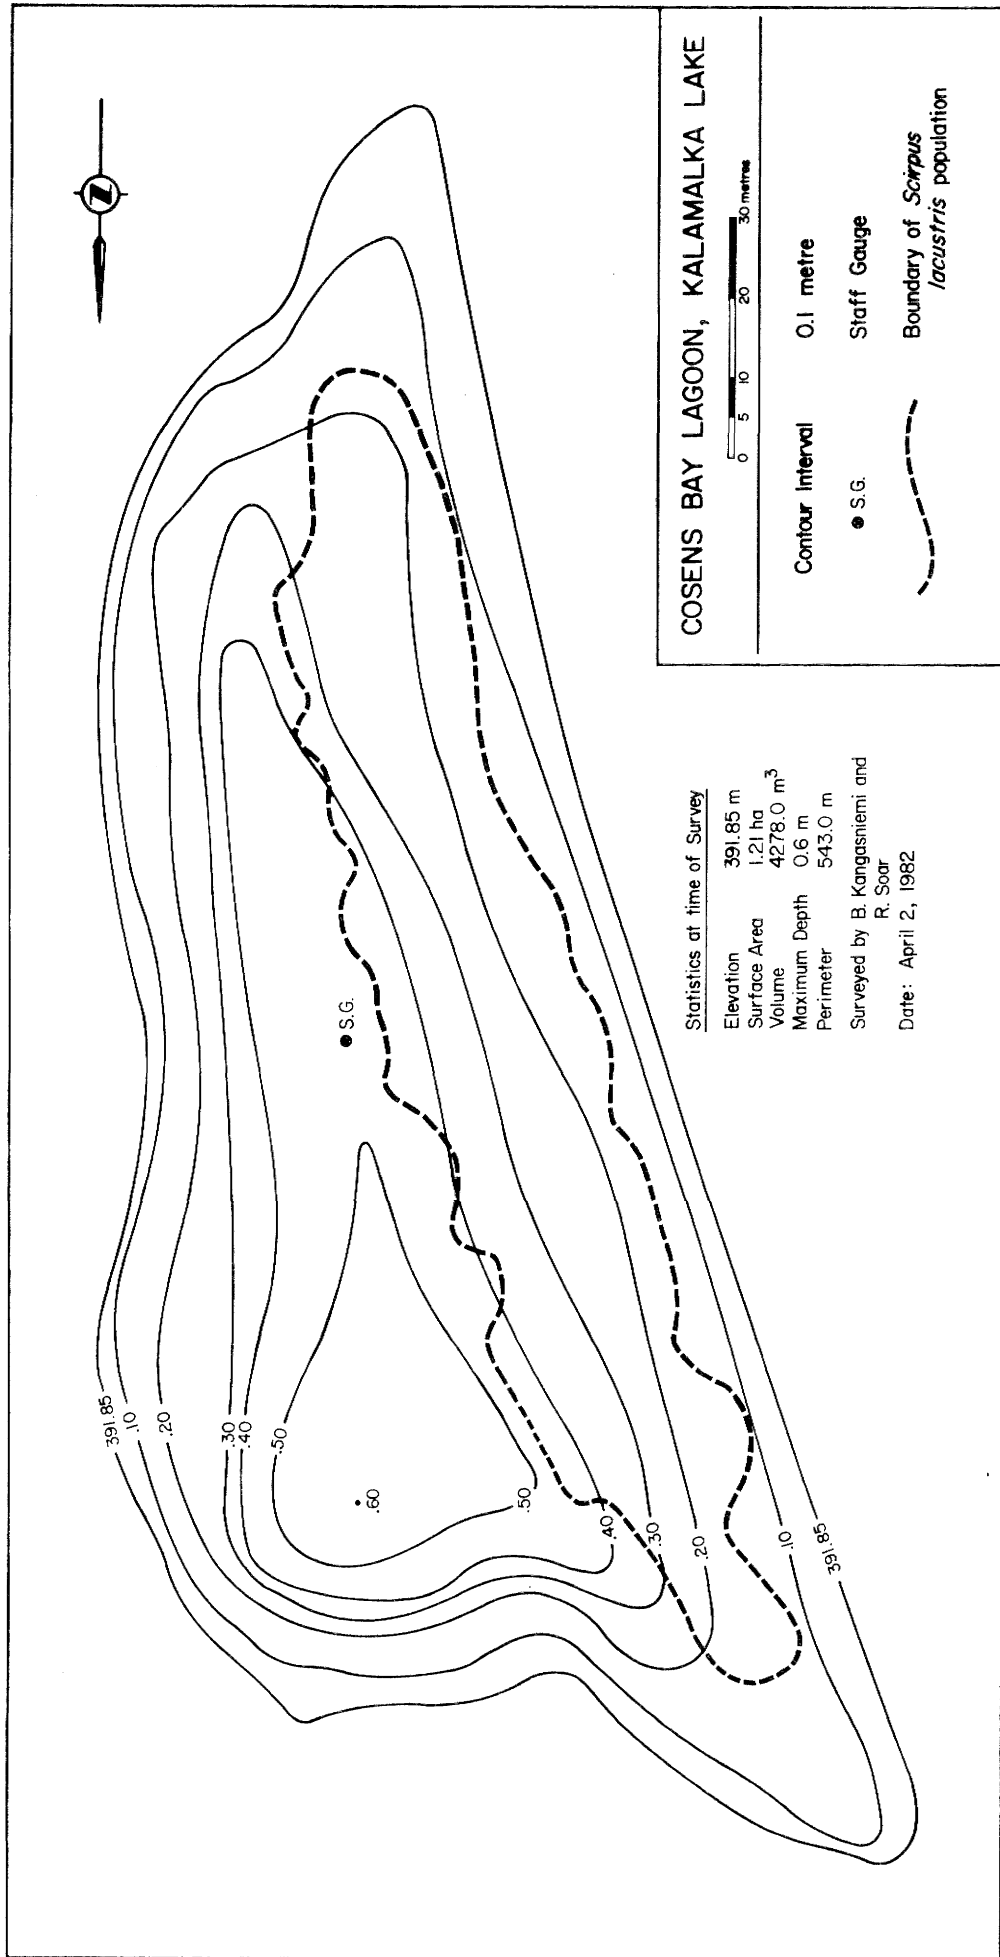 COSENS BAY LAGOON, KALAMALKA LAKE
0 5 10 20 30 metres
Contour Interval 0.1 metre
S.G. Staff Gauge
Boundary of Scirpus
lacustris population
Statistics at time of Survey
Elevation 391.85 m
Surface Area 1.21 ha
Volume 4278.0 m³
Maximum Depth 0.6 m
Perimeter 543.0 m
Surveyed by B. Kangasniemi and
R. Soar
Date: April 2, 1982
N
S.G.
391.85
.10
.20
.30
.40
.50
.60
.50
.40
.30
.20
.10
391.85